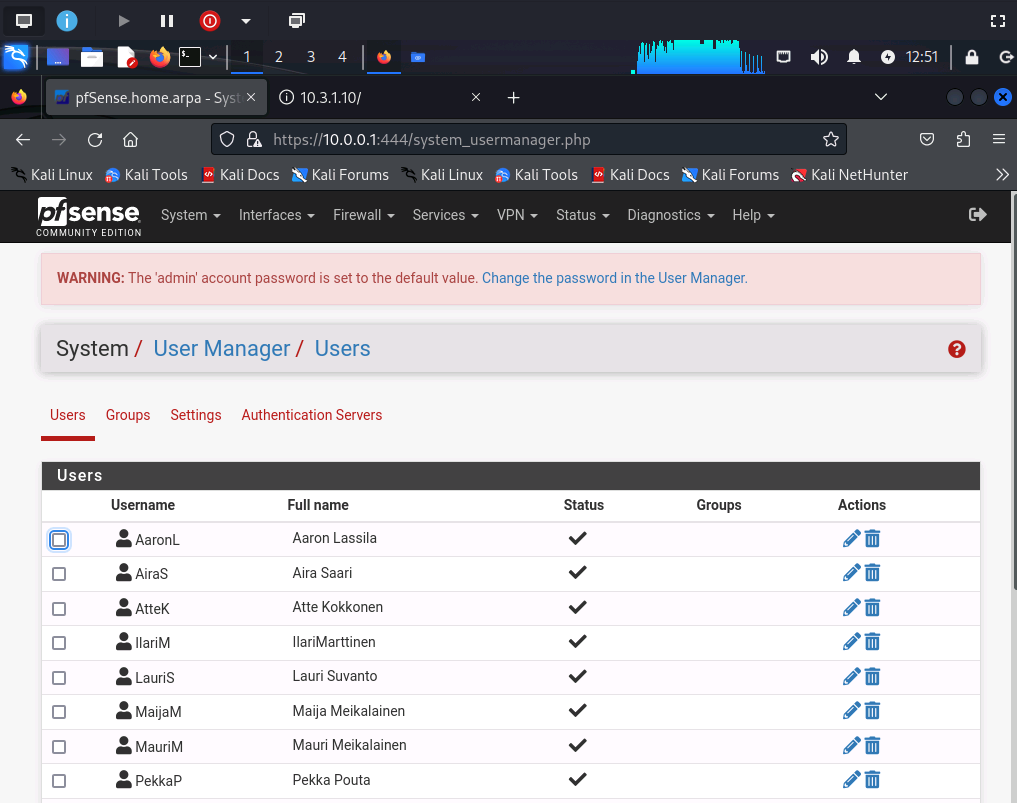 1 2 3 4 12:51
pfSense.home.arpa - Syst 10.3.1.10/
https://10.0.0.1:444/system_usermanager.php
Kali Linux Kali Tools Kali Docs Kali Forums Kali Linux Kali Tools Kali Docs Kali Forums Kali NetHunter
pfsense System Interfaces Firewall Services VPN Status Diagnostics Help
COMMUNITY EDITION
WARNING: The 'admin' account password is set to the default value. Change the password in the User Manager.
System / User Manager / Users
Users Groups Settings Authentication Servers
Users
Username Full name Status Groups Actions
AaronL Aaron Lassila
AiraS Aira Saari
AtteK Atte Kokkonen
IlariM IlariMarttinen
LauriS Lauri Suvanto
MaijaM Maija Meikalainen
MauriM Mauri Meikalainen
PekkaP Pekka Pouta